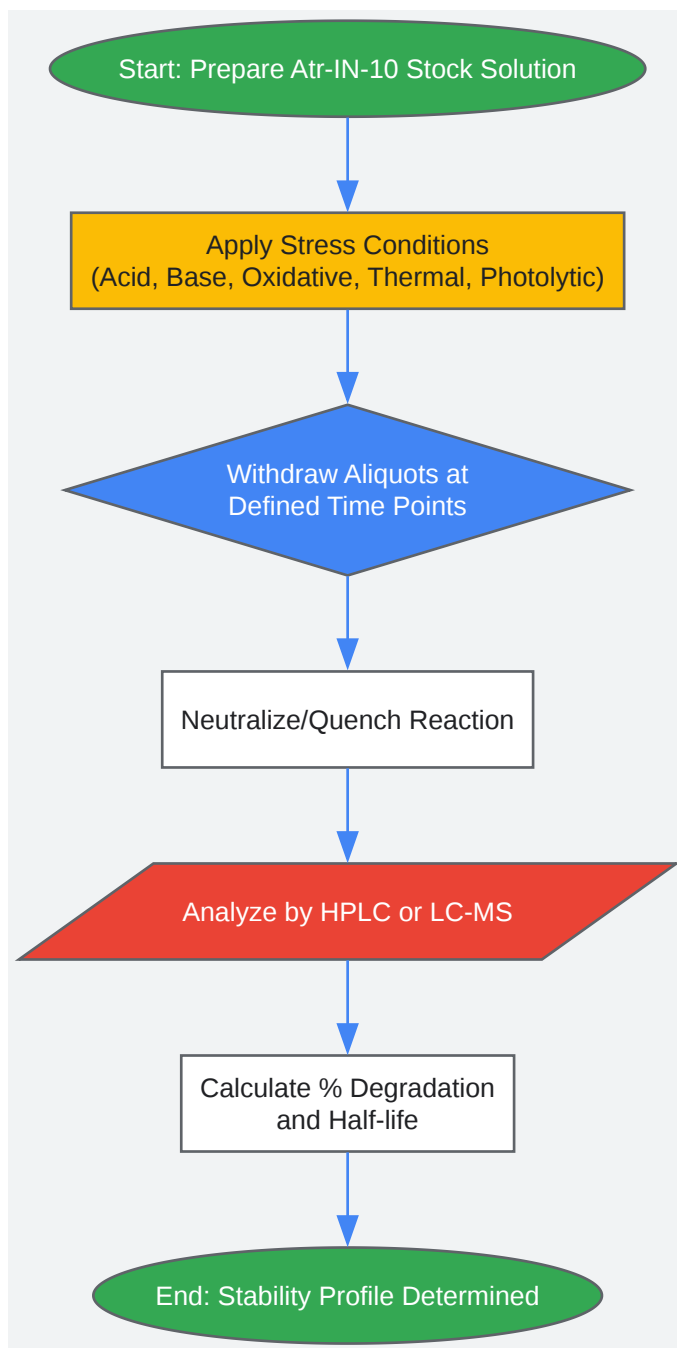 Start: Prepare Atr-IN-10 Stock Solution
Apply Stress Conditions
(Acid, Base, Oxidative, Thermal, Photolytic)
Withdraw Aliquots at
Defined Time Points
Neutralize/Quench Reaction
Analyze by HPLC or LC-MS
Calculate % Degradation
and Half-life
End: Stability Profile Determined